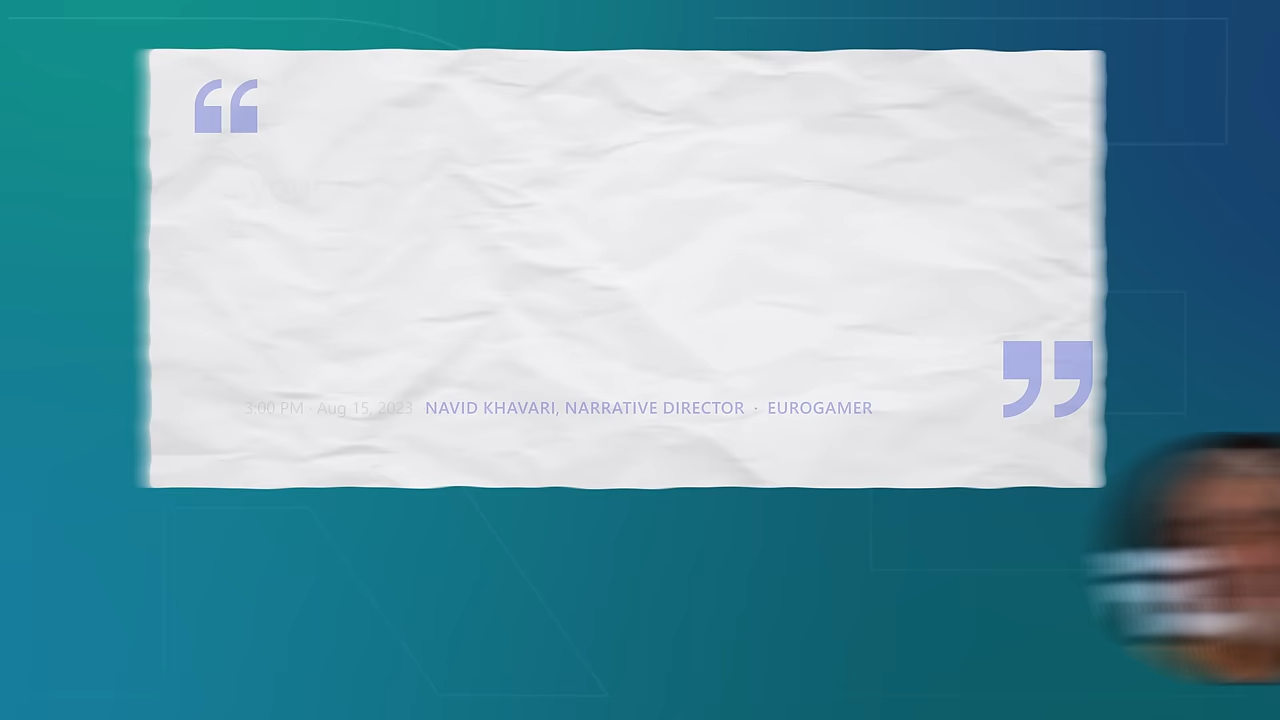 3:00 PM · Aug 15, 2023 NAVID KHAVARI, NARRATIVE DIRECTOR · EUROGAMER